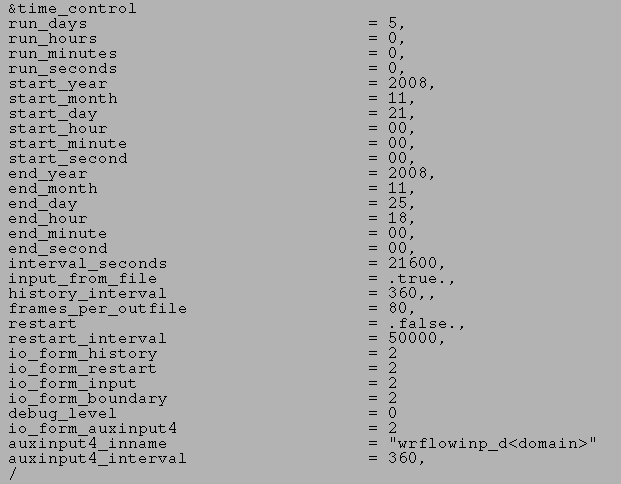 &time_control
run_days = 5,
run_hours = 0,
run_minutes = 0,
run_seconds = 0,
start_year = 2008,
start_month = 11,
start_day = 21,
start_hour = 00,
start_minute = 00,
start_second = 00,
end_year = 2008,
end_month = 11,
end_day = 25,
end_hour = 18,
end_minute = 00,
end_second = 00,
interval_seconds = 21600,
input_from_file = .true.,
history_interval = 360,,
frames_per_outfile = 80,
restart = .false.,
restart_interval = 50000,
io_form_history = 2
io_form_restart = 2
io_form_input = 2
io_form_boundary = 2
debug_level = 0
io_form_auxinput4 = 2
auxinput4_inname = "wrflowinp_d<domain>"
auxinput4_interval = 360,
/